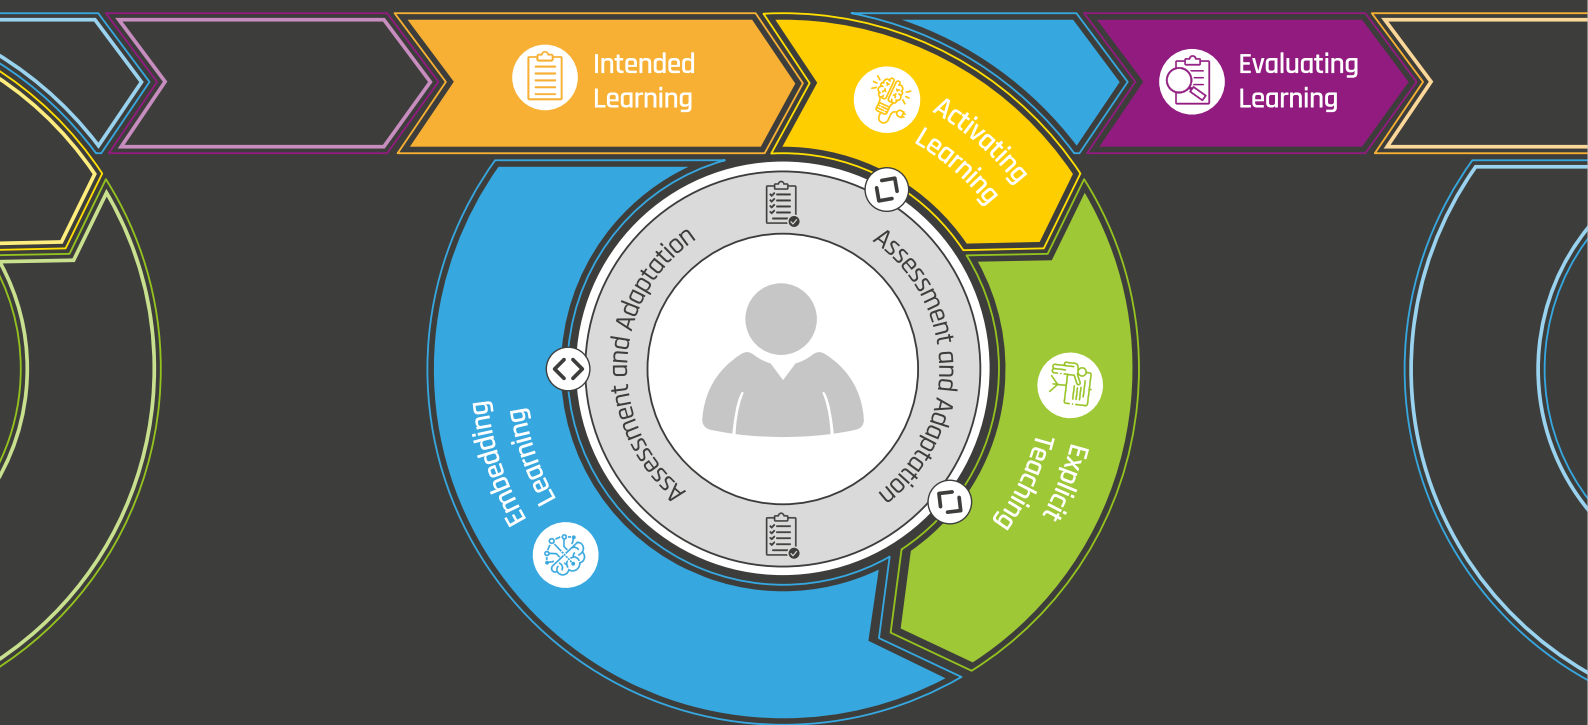 Intended
Learning
Activating
Learning
Evaluating
Learning
Assessment and Adaptation
Assessment and Adaptation
Explicit
Teaching
Embedding
Learning